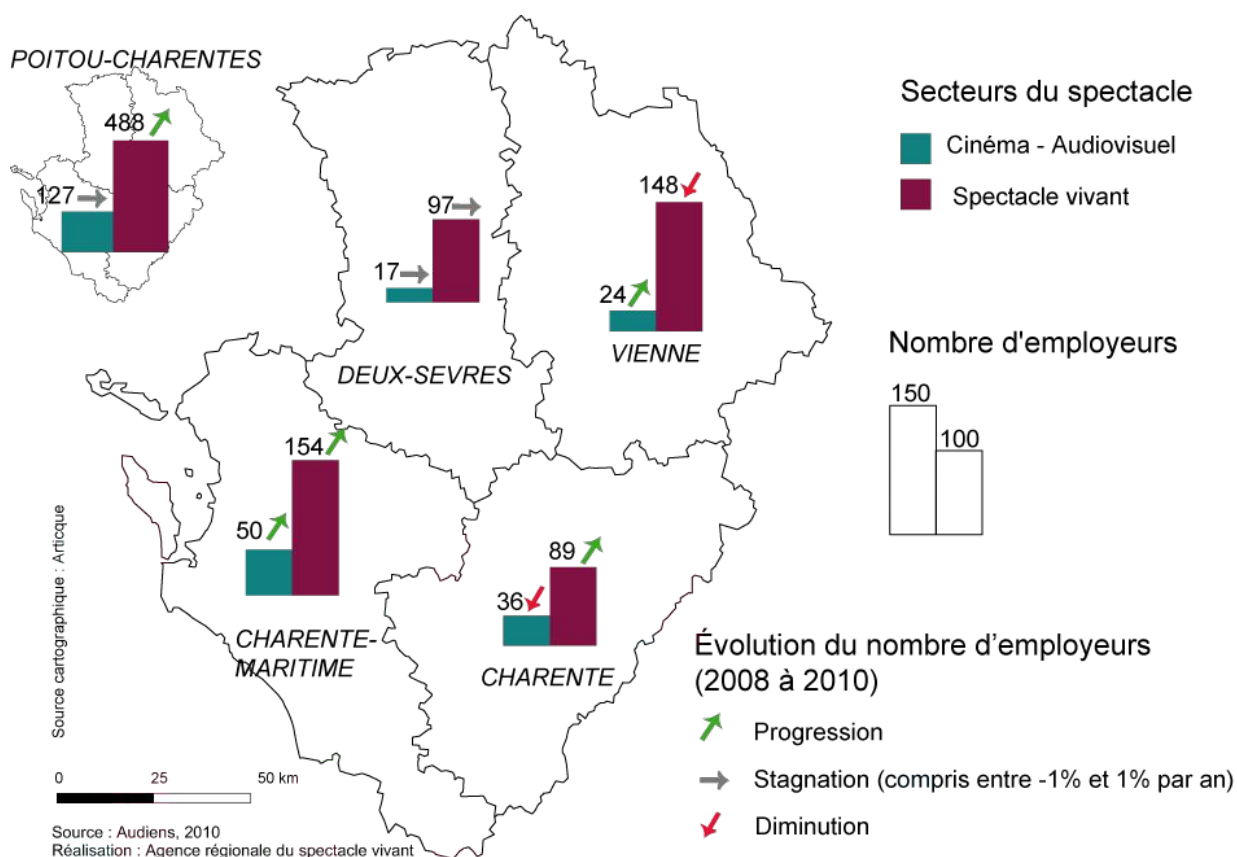 POITOU-CHARENTES
488
127
97
17
DEUX-SEVRES
148
24
VIENNE
154
50
CHARENTE-
MARITIME
89
36
CHARENTE
Secteurs du spectacle
Cinéma - Audiovisuel
Spectacle vivant
Nombre d'employeurs
150
100
Évolution du nombre d'employeurs
(2008 à 2010)
Progression
Stagnation (compris entre -1% et 1% par an)
Diminution
Source cartographique : Articque
0 25 50 km
Source : Audiens, 2010
Réalisation : Agence régionale du spectacle vivant